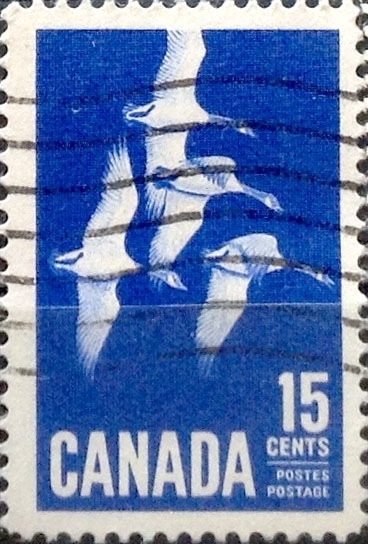 15
CENTS
CANADA
POSTES
POSTAGE